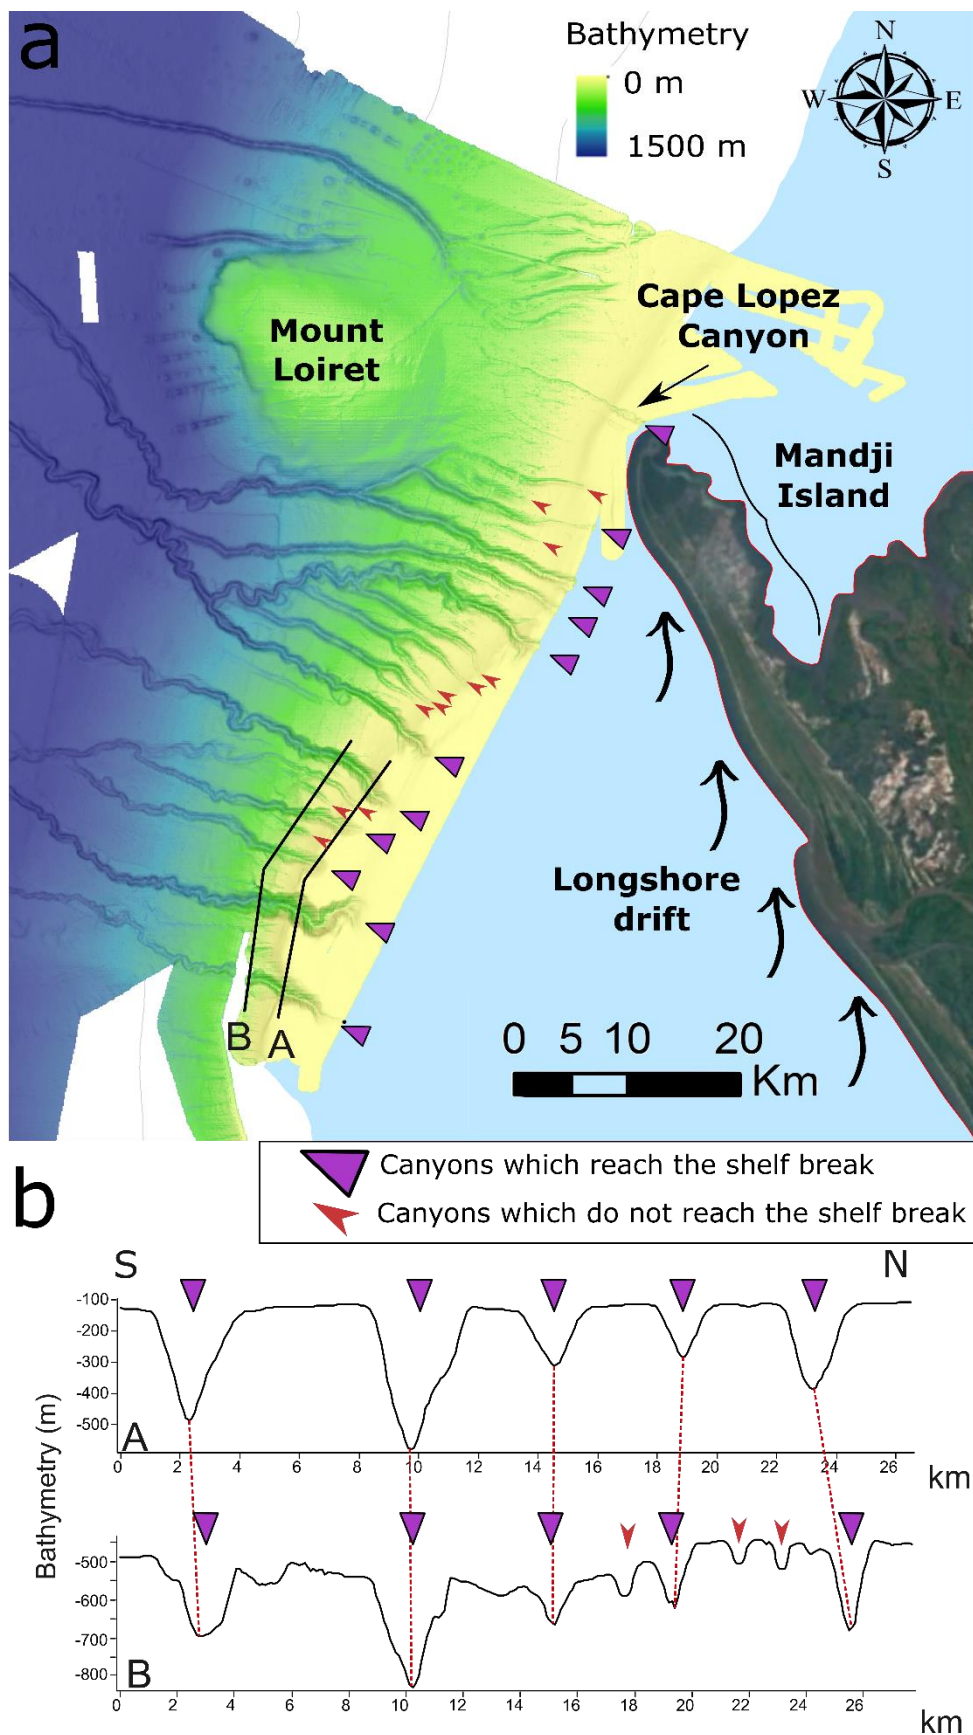 a
Bathymetry
0 m
1500 m
N
W
E
S
Cape Lopez
Canyon
Mount
Loiret
Mandji
Island
Longshore
drift
B
A
0 5 10 20
Km
Canyons which reach the shelf break
Canyons which do not reach the shelf break
b
S
N
-100
-200
-300
-400
-500
A
0 2 4 6 8 10 12 14 16 18 20 22 24 26
km
Bathymetry (m)
-500
-600
-700
-800
B
0 2 4 6 8 10 12 14 16 18 20 22 24 26
km